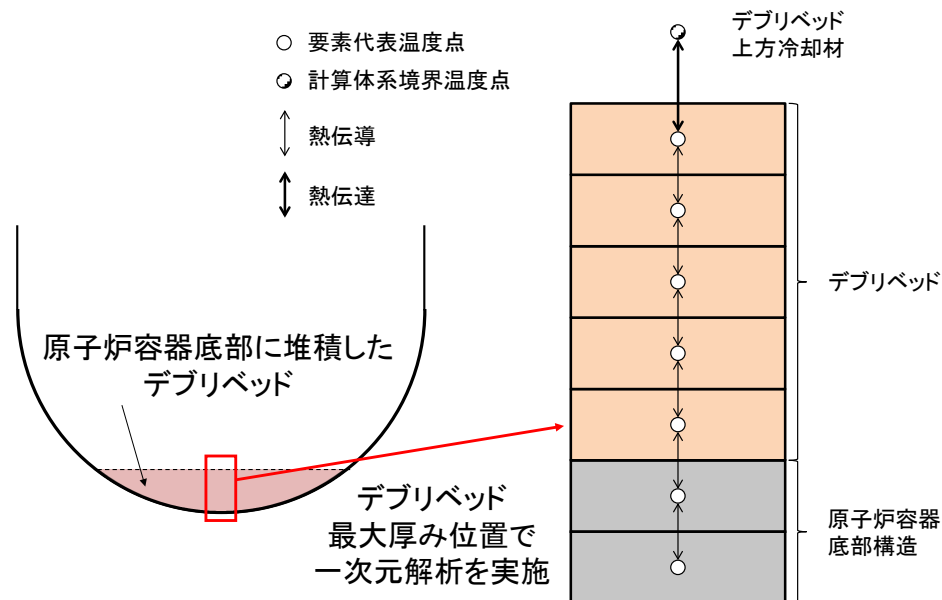 要素代表温度点
計算体系境界温度点
熱伝導
熱伝達
原子炉容器底部に堆積した
デブリベッド
デブリベッド
最大厚み位置で
一次元解析を実施
デブリベッド
上方冷却材
デブリベッド
原子炉容器
底部構造